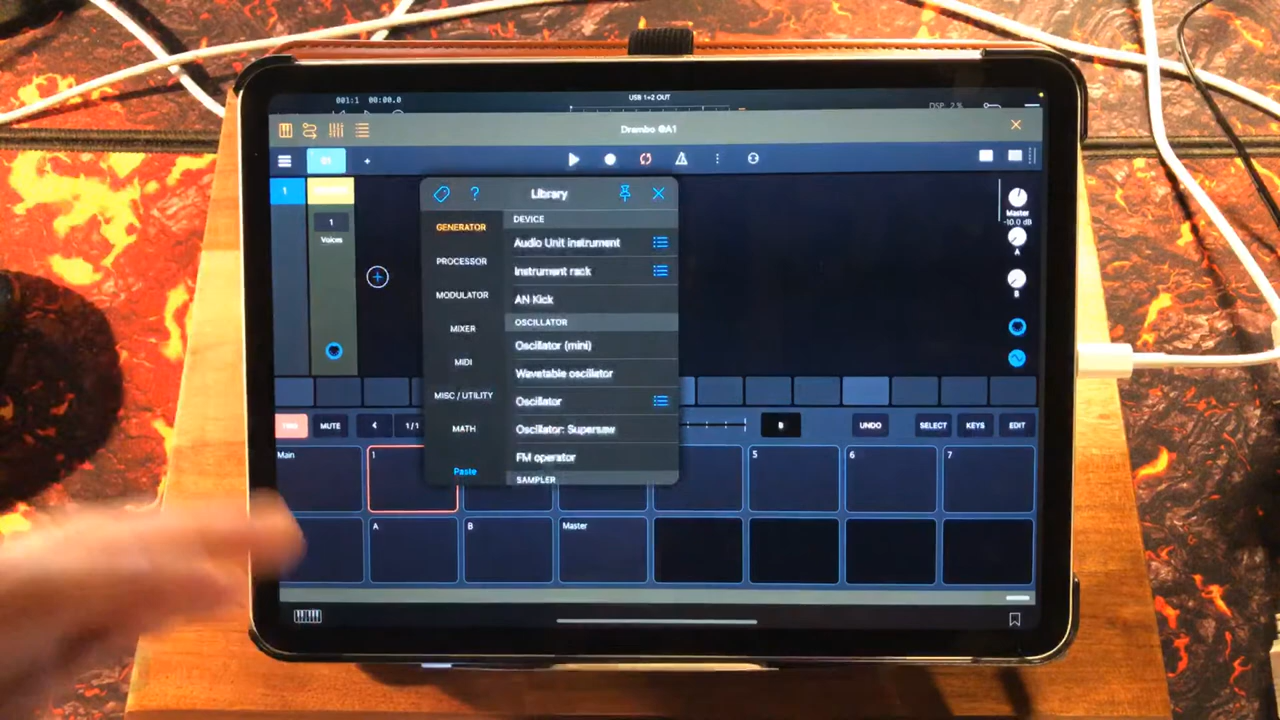 001:1 00:00.0
USB 1+2 OUT
DSP 2 %
Drambo @A1
+
Library
?
1
1
Voices
GENERATOR
PROCESSOR
MODULATOR
MIXER
MIDI
MISC / UTILITY
MATH
Paste
DEVICE
Audio Unit instrument
Instrument rack
AN Kick
OSCILLATOR
Oscillator (mini)
Wavetable oscillator
Oscillator
Oscillator: Supersaw
FM operator
SAMPLER
Master
-10.0 dB
A
B
MUTE
1/1
B
UNDO
SELECT
KEYS
EDIT
Main
1
5
6
7
A
B
Master